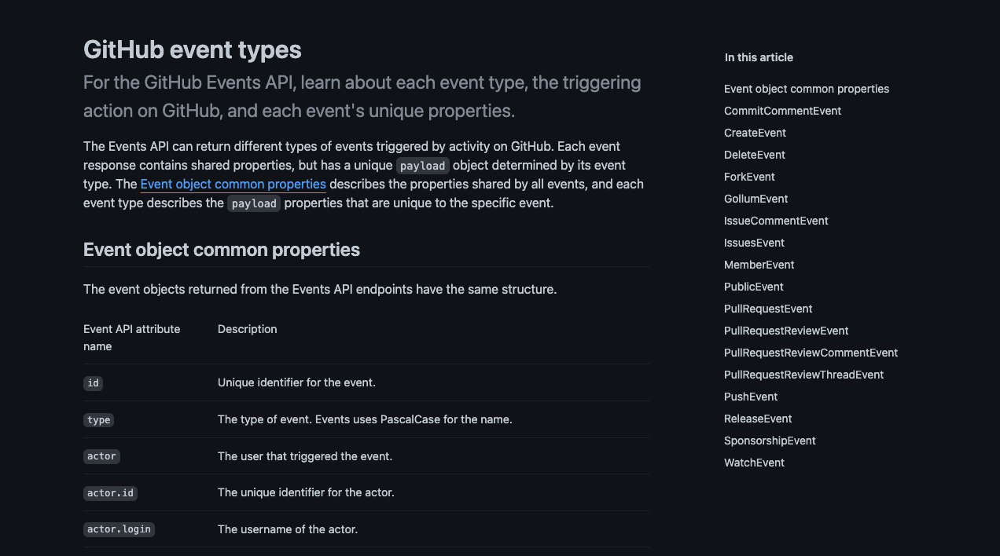 GitHub event types
For the GitHub Events API, learn about each event type, the triggering
action on GitHub, and each event's unique properties.
The Events API can return different types of events triggered by activity on GitHub. Each event
response contains shared properties, but has a unique payload object determined by its event
type. The Event object common properties describes the properties shared by all events, and each
event type describes the payload properties that are unique to the specific event.
Event object common properties
The event objects returned from the Events API endpoints have the same structure.
Event API attribute name
Description
id
Unique identifier for the event.
type
The type of event. Events uses PascalCase for the name.
actor
The user that triggered the event.
actor.id
The unique identifier for the actor.
actor.login
The username of the actor.
In this article
Event object common properties
CommitCommentEvent
CreateEvent
DeleteEvent
ForkEvent
GollumEvent
IssueCommentEvent
IssuesEvent
MemberEvent
PublicEvent
PullRequestEvent
PullRequestReviewEvent
PullRequestReviewCommentEvent
PullRequestReviewThreadEvent
PushEvent
ReleaseEvent
SponsorshipEvent
WatchEvent